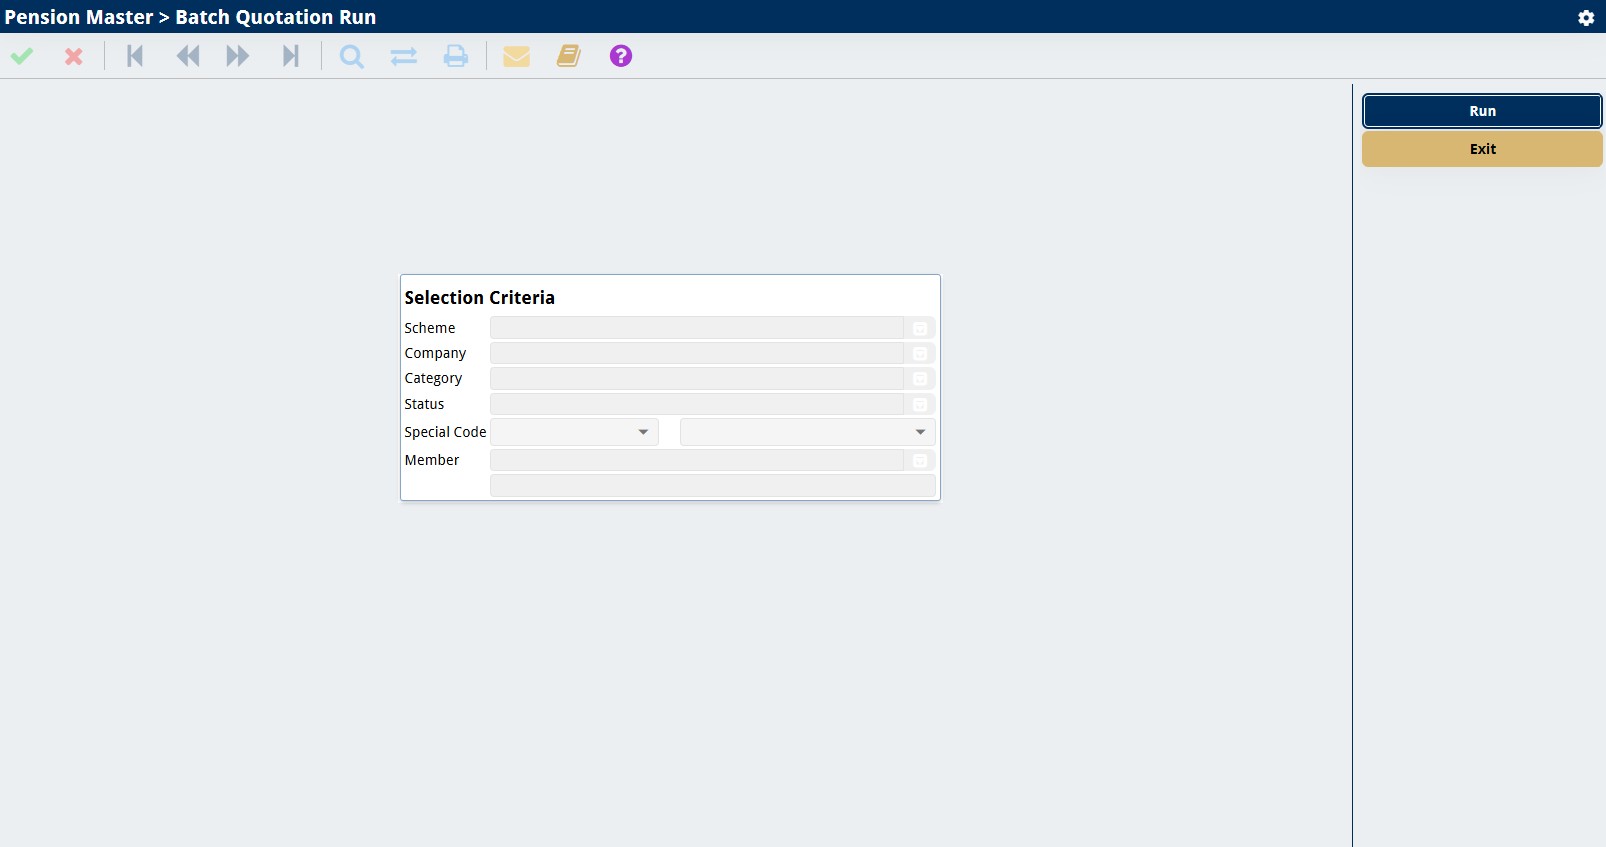 Pension Master > Batch Quotation Run
?
Run
Exit
Selection Criteria
Scheme
Company
Category
Status
Special Code
Member